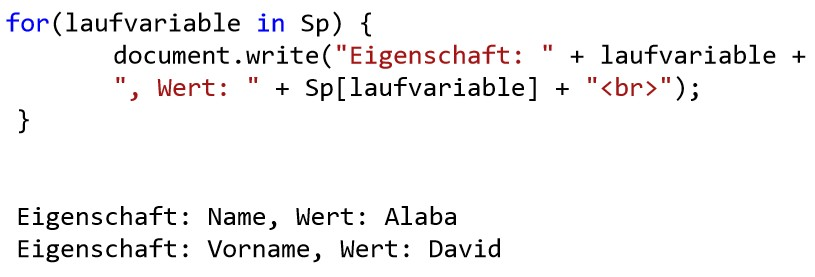 for(laufvariable in Sp) {
document.write("Eigenschaft: " + laufvariable +
", Wert: " + Sp[laufvariable] + "<br>");
}
Eigenschaft: Name, Wert: Alaba
Eigenschaft: Vorname, Wert: David